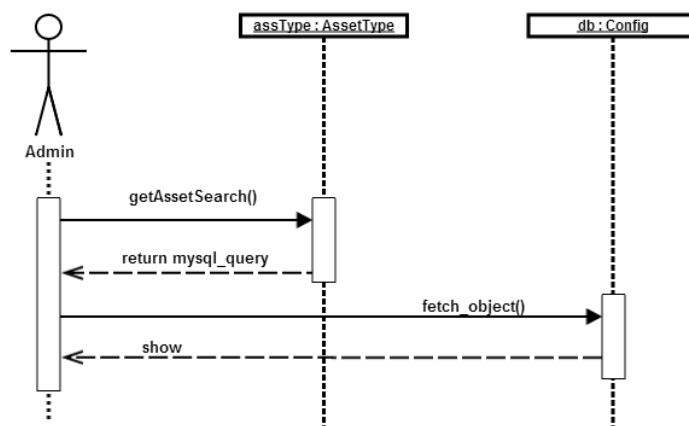 assType : AssetType
db : Config
Admin
getAssetSearch()
return mysql_query
fetch_object()
show